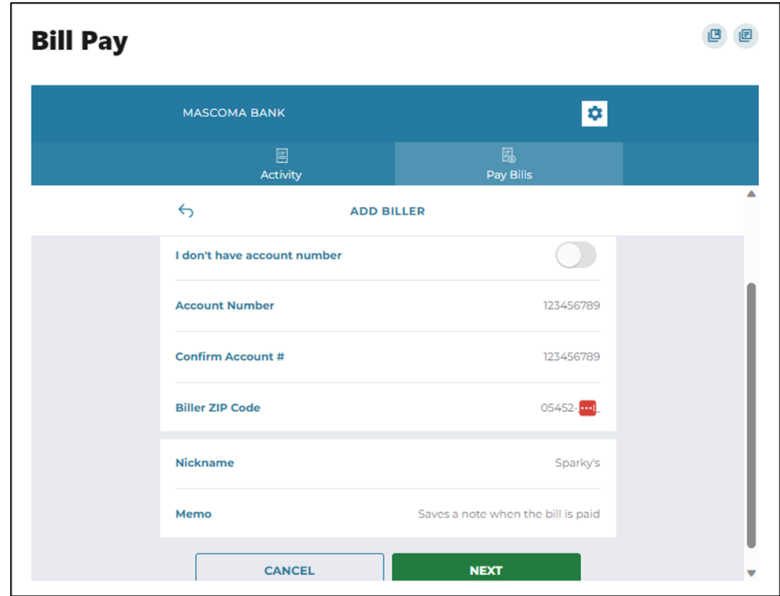 Bill Pay
MASCOMA BANK
Activity
Pay Bills
ADD BILLER
I don't have account number
Account Number 123456789
Confirm Account # 123456789
Biller ZIP Code 05452-
Nickname Sparky's
Memo Saves a note when the bill is paid
CANCEL NEXT